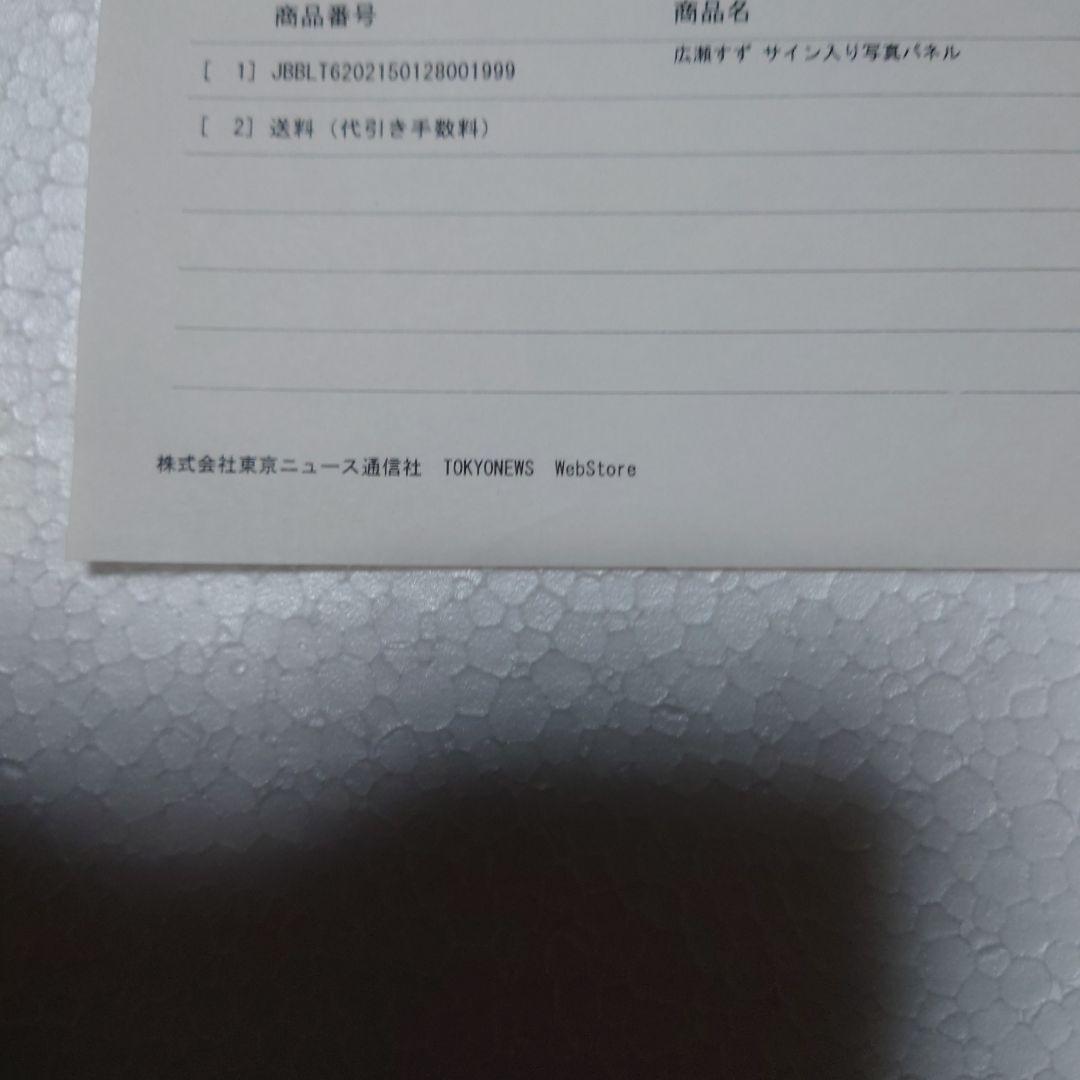 商品番号 商品名
[ 1] JBBLT6202150128001999 広瀬すず サイン入り写真パネル
[ 2] 送料 (代引き手数料)
株式会社東京ニュース通信社 TOKYONEWS WebStore